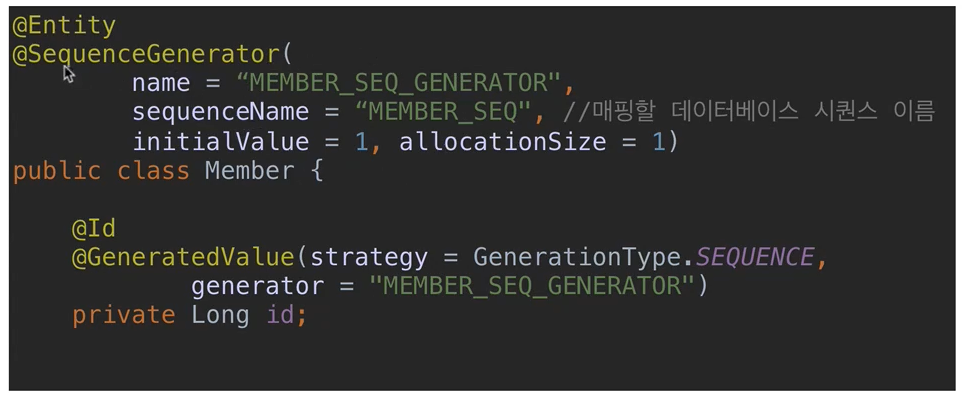 @Entity
@SequenceGenerator(
name = “MEMBER_SEQ_GENERATOR",
sequenceName = “MEMBER_SEQ", //매핑할 데이터베이스 시퀀스 이름
initialValue = 1, allocationSize = 1)
public class Member {
@Id
@GeneratedValue(strategy = GenerationType.SEQUENCE,
generator = "MEMBER_SEQ_GENERATOR")
private Long id;